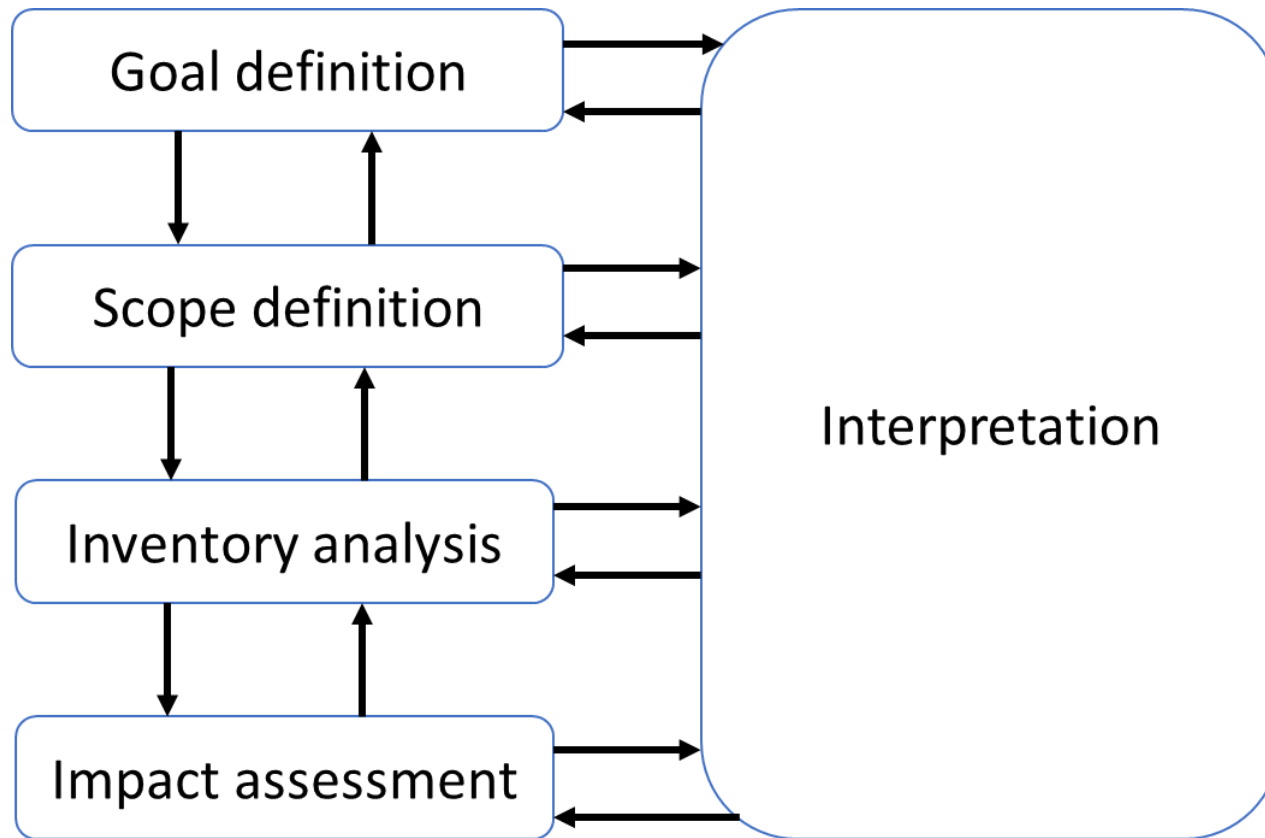 Goal definition
Scope definition
Interpretation
Inventory analysis
Impact assessment